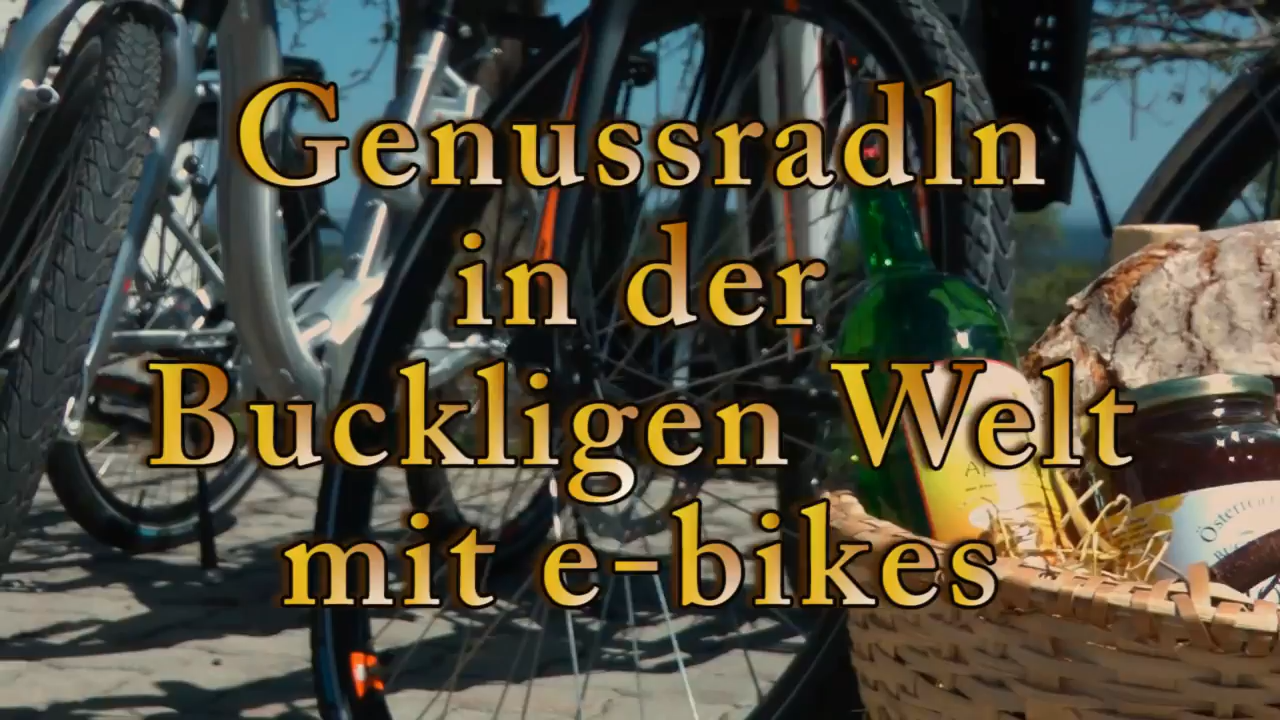 Genussradln
in der
Buckligen Welt
mit e-bikes